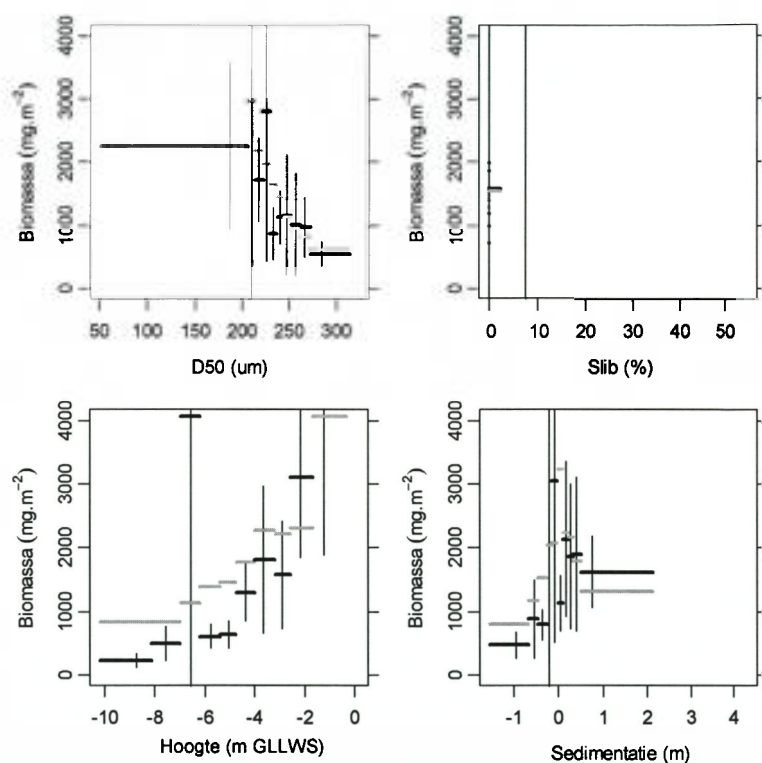 Biomassa (mg.m⁻²)
0 1000 2000 3000 4000
50 100 150 200 250 300
D50 (um)
Biomassa (mg.m⁻²)
0 1000 2000 3000 4000
0 10 20 30 40 50
Slib (%)
Biomassa (mg.m⁻²)
0 1000 2000 3000 4000
-10 -8 -6 -4 -2 0
Hoogte (m GLLWS)
Biomassa (mg.m⁻²)
0 1000 2000 3000 4000
-1 0 1 2 3 4
Sedimentatie (m)